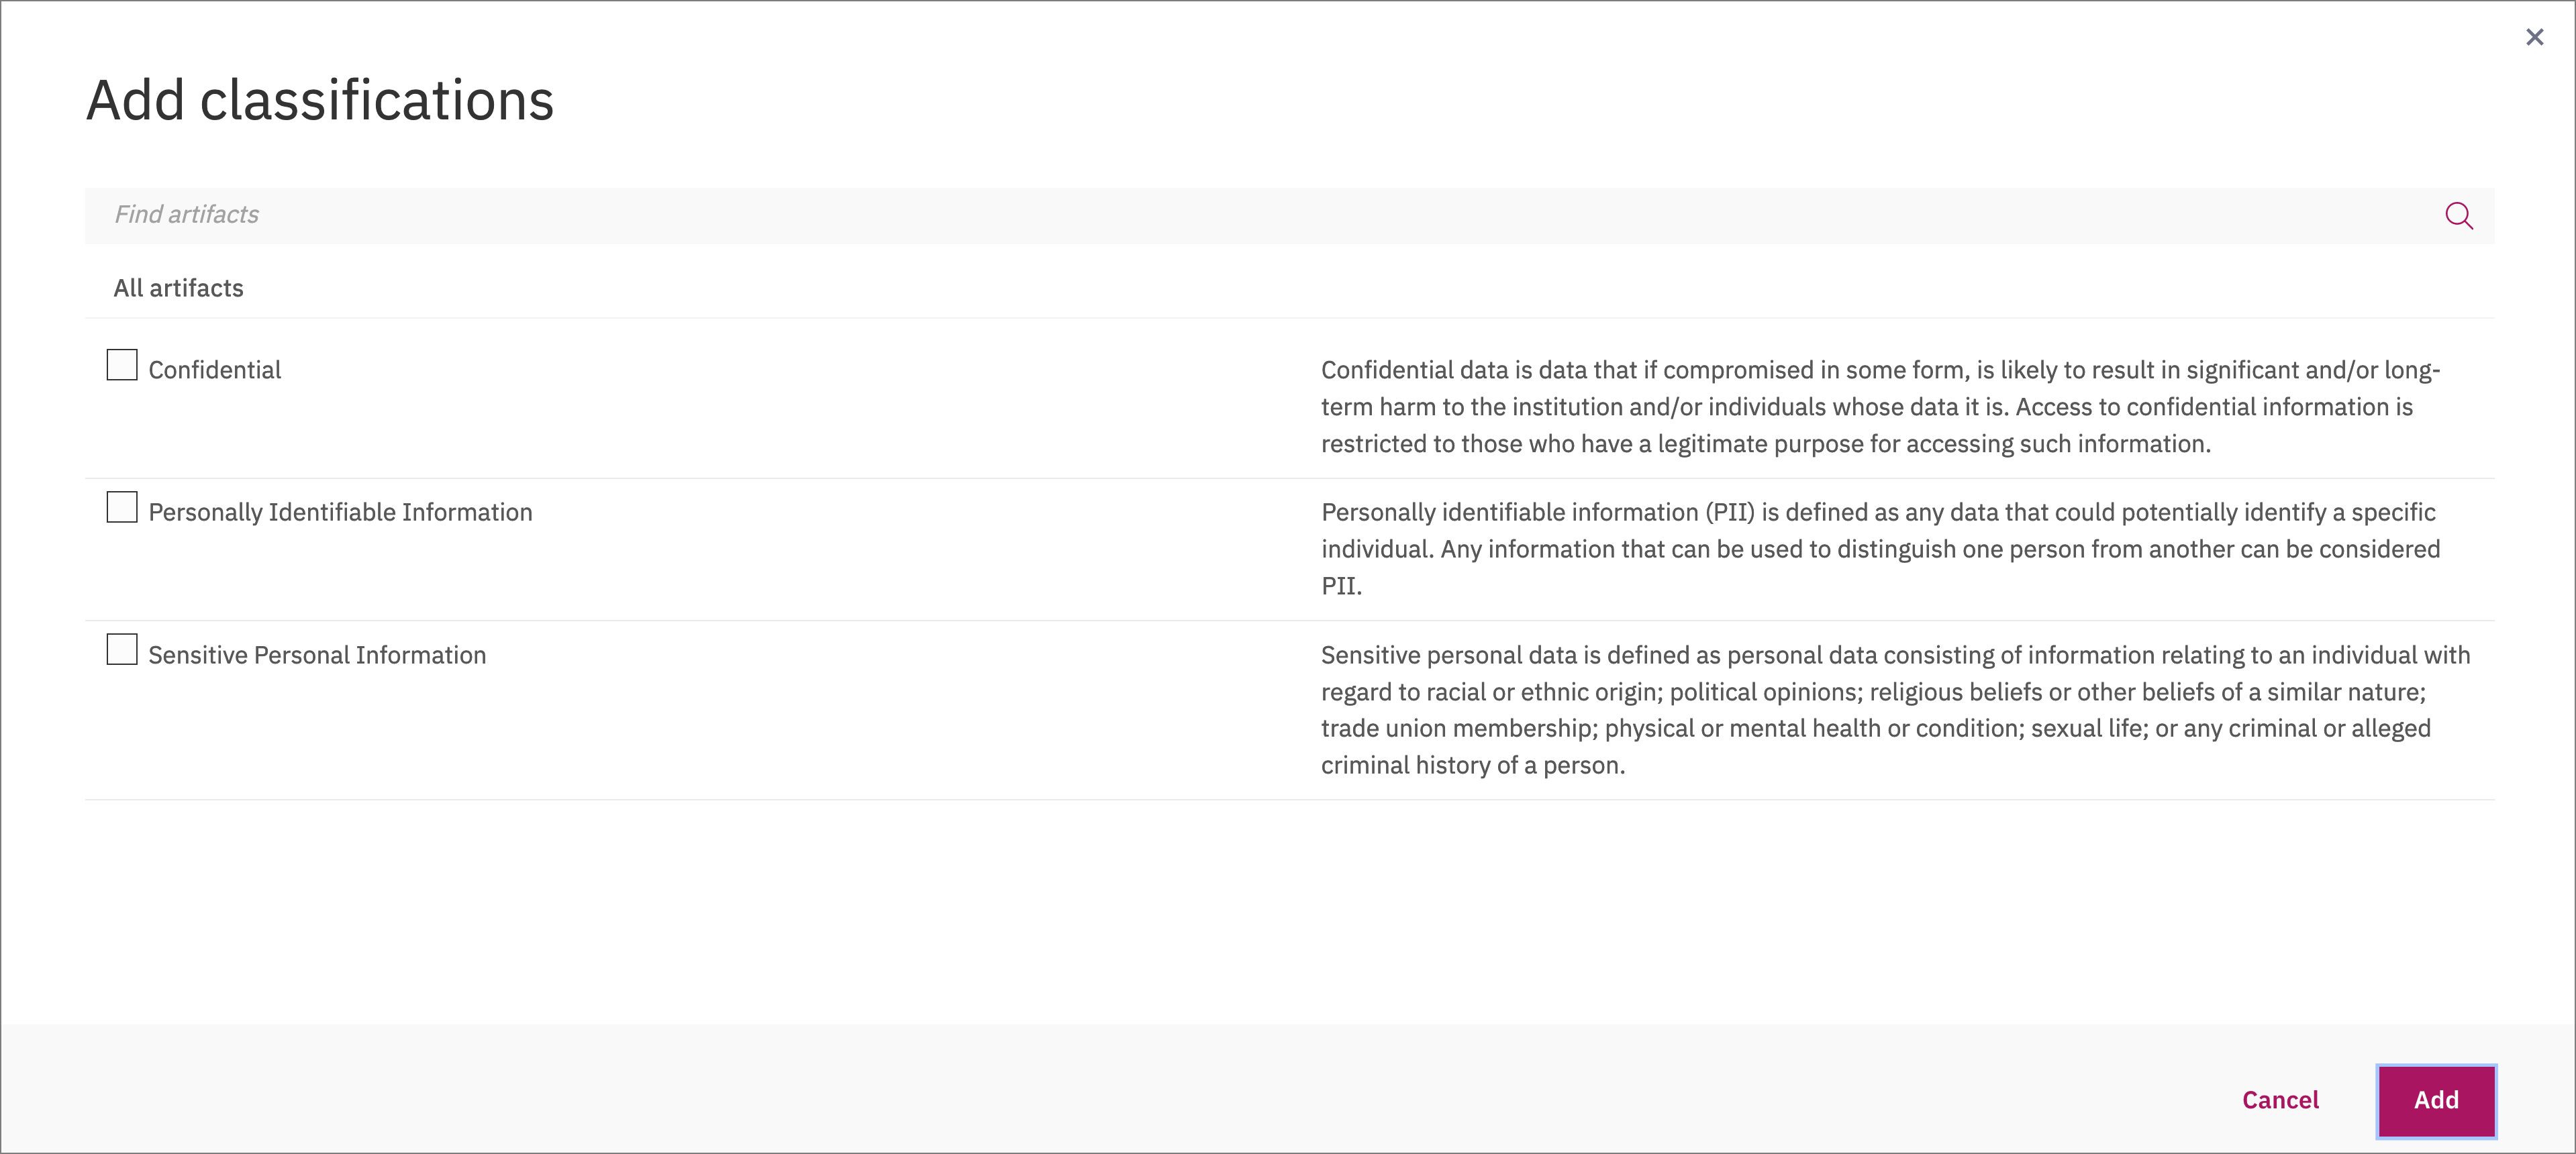 Add classifications
Find artifacts
All artifacts
Confidential
Confidential data is data that if compromised in some form, is likely to result in significant and/or long-
term harm to the institution and/or individuals whose data it is. Access to confidential information is
restricted to those who have a legitimate purpose for accessing such information.
Personally Identifiable Information
Personally identifiable information (PII) is defined as any data that could potentially identify a specific
individual. Any information that can be used to distinguish one person from another can be considered
PII.
Sensitive Personal Information
Sensitive personal data is defined as personal data consisting of information relating to an individual with
regard to racial or ethnic origin; political opinions; religious beliefs or other beliefs of a similar nature;
trade union membership; physical or mental health or condition; sexual life; or any criminal or alleged
criminal history of a person.
Cancel
Add